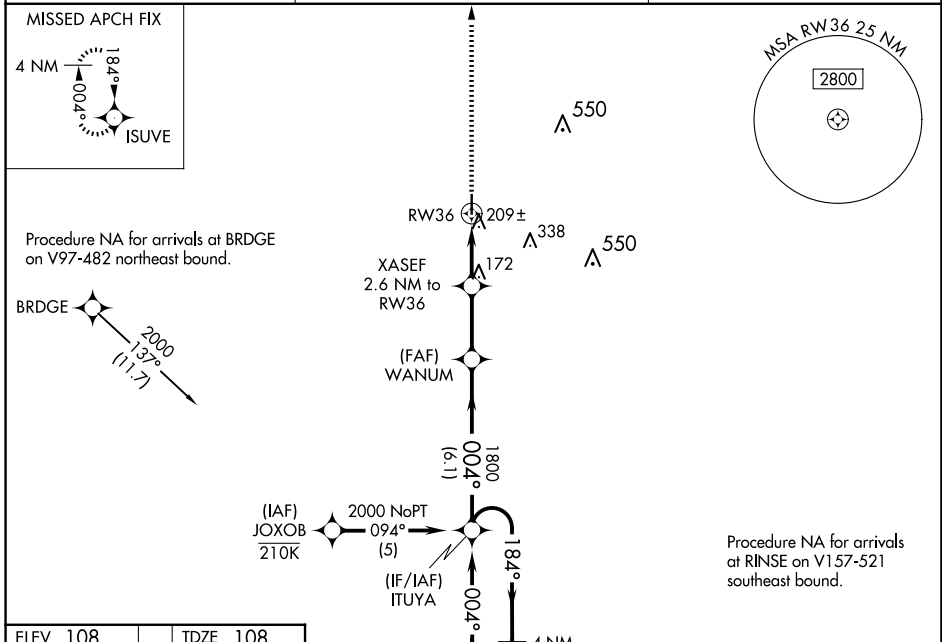 MISSED APCH FIX
4 NM
184°
004°
ISUVE
MSA RW36 25 NM
2800
550
RW36
209±
338
550
Procedure NA for arrivals at BRDGE
on V97-482 northeast bound.
XASEF
2.6 NM to
RW36
172
BRDGE
2000
137°
(11.7)
(FAF)
WANUM
1800
004°
(6.1)
(IAF)
JOXOB
210K
2000 NoPT
094°
(5)
(IF/IAF)
ITUYA
184°
004°
4 NM
Procedure NA for arrivals
at RINSE on V157-521
southeast bound.
ELEV 108
TDZE 108